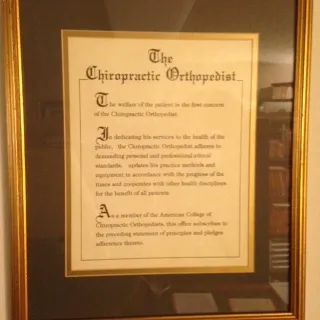 The
Chiropractic Orthopedist
The welfare of the patient is the first concern
of the Chiropractic Orthopedist.
In dedicating his services to the health of the
public, the Chiropractic Orthopedist adheres to
demanding personal and professional ethical
standards, updates his practice methods and
equipment in accordance with the progress of the
times and cooperates with other health disciplines
for the benefit of all patients.
As a member of the American College of
Chiropractic Orthopedists, this office subscribes to
the preceding statement of principles and pledges
adherence thereto.